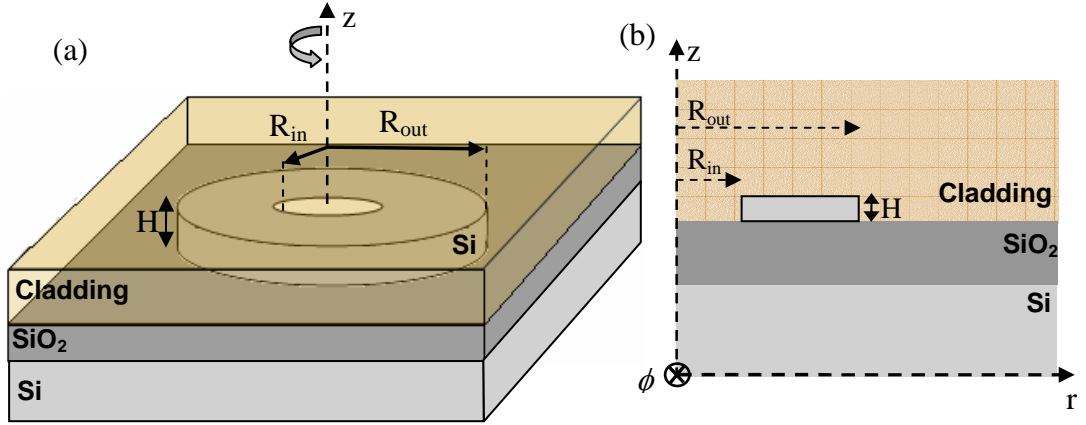 (a)
z
R_in
R_out
H
Si
Cladding
SiO₂
Si
(b)
z
R_out
R_in
H
Cladding
SiO₂
Si
ϕ
r